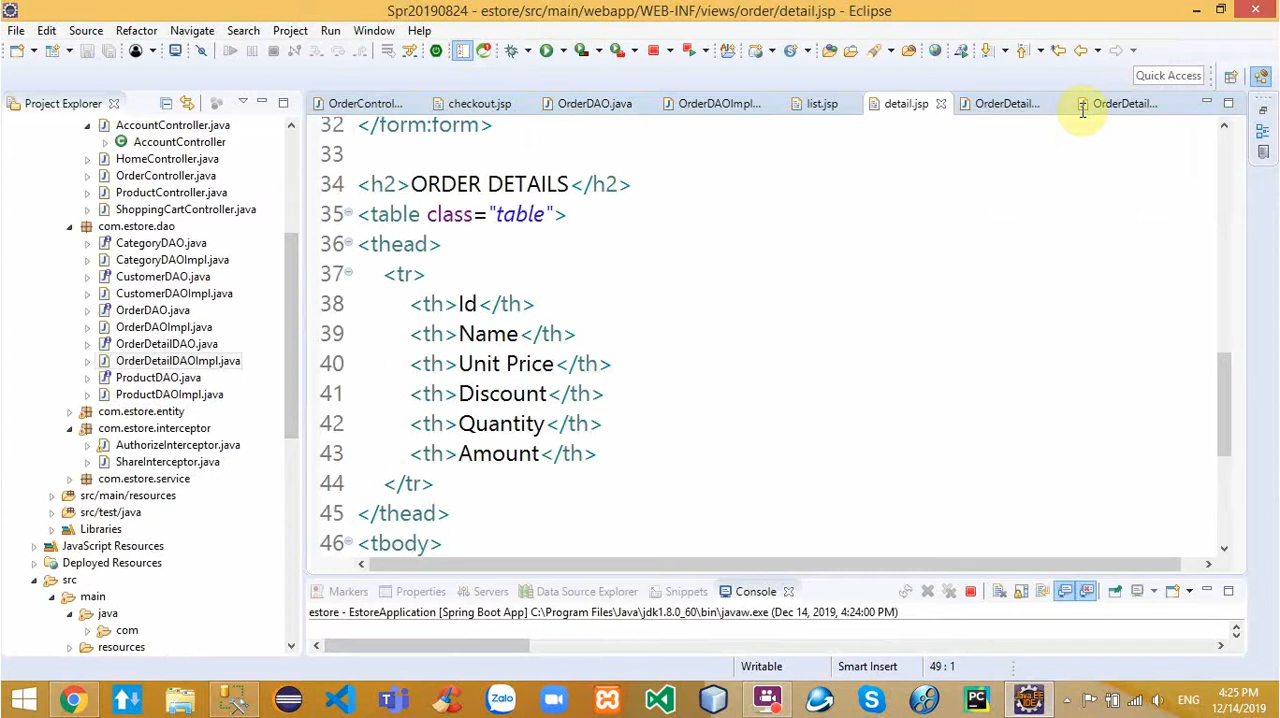 Spr20190824 - estore/src/main/webapp/WEB-INF/views/order/detail.jsp - Eclipse
File Edit Source Refactor Navigate Search Project Run Window Help
Quick Access
Project Explorer
OrderControl... checkout.jsp OrderDAO.java OrderDAOImpl... list.jsp detail.jsp OrderDetail... OrderDetail...
AccountController.java
AccountController
HomeController.java
OrderController.java
ProductController.java
ShoppingCartController.java
com.estore.dao
CategoryDAO.java
CategoryDAOImpl.java
CustomerDAO.java
CustomerDAOImpl.java
OrderDAO.java
OrderDAOImpl.java
OrderDetailDAO.java
OrderDetailDAOImpl.java
ProductDAO.java
ProductDAOImpl.java
com.estore.entity
com.estore.interceptor
AuthorizeInterceptor.java
ShareInterceptor.java
com.estore.service
src/main/resources
src/test/java
Libraries
JavaScript Resources
Deployed Resources
src
main
java
com
resources
32 </form:form>
33
34 <h2>ORDER DETAILS</h2>
35 <table class="table">
36 <thead>
37 <tr>
38 <th>Id</th>
39 <th>Name</th>
40 <th>Unit Price</th>
41 <th>Discount</th>
42 <th>Quantity</th>
43 <th>Amount</th>
44 </tr>
45 </thead>
46 <tbody>
Markers Properties Servers Data Source Explorer Snippets Console
estore - EstoreApplication [Spring Boot App] C:\Program Files\Java\jdk1.8.0_60\bin\javaw.exe (Dec 14, 2019, 4:24:00 PM)
Writable Smart Insert 49 : 1
Zalo
PC
Java EE
IDE
ENG
4:25 PM
12/14/2019